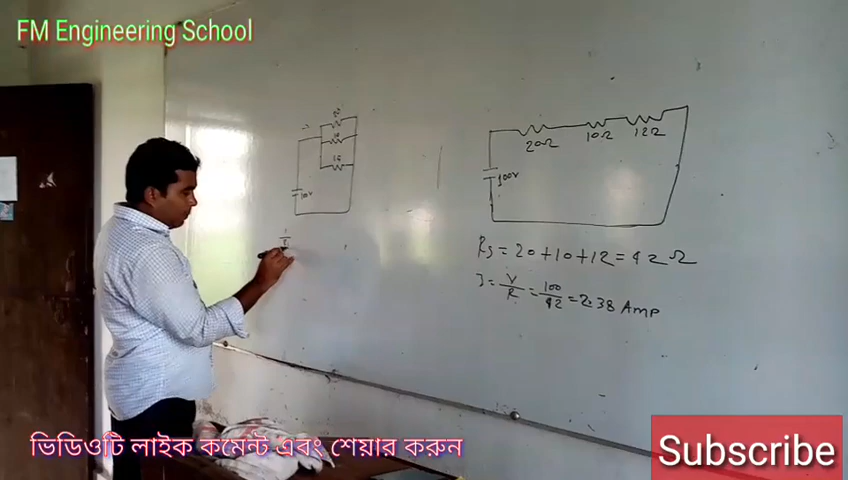 FM Engineering School
20Ω 10Ω 12Ω
100V
Rs = 20+10+12 = 42 Ω
I = V/R = 100/42 = 2.38 Amp
ভিডিওটি লাইক কমেন্ট এবং শেয়ার করুন
Subscribe